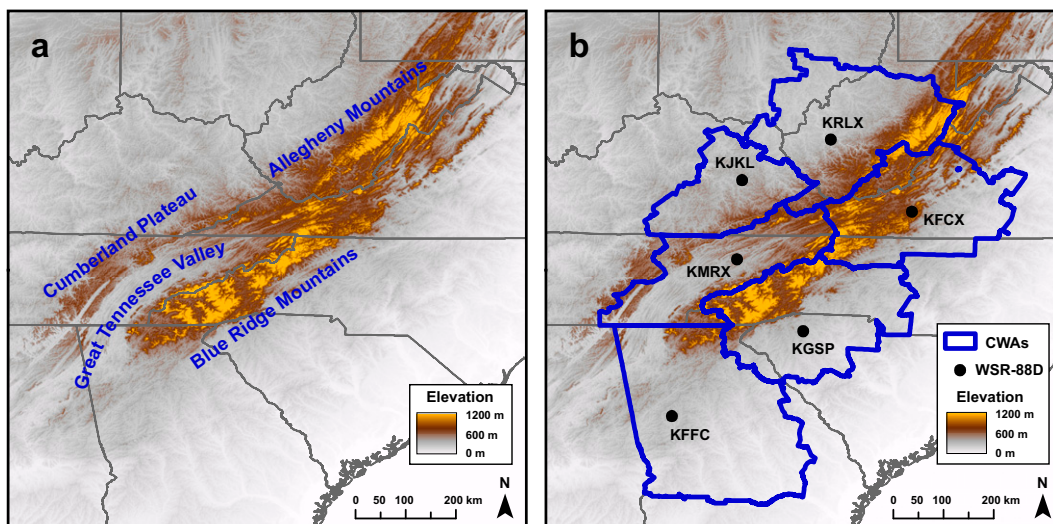 a
Allegheny Mountains
Cumberland Plateau
Great Tennessee Valley
Blue Ridge Mountains
Elevation
1200 m
600 m
0 m
N
0 50 100 200 km
b
KRLX
KJKL
KFCX
KMRX
KGSP
KFFC
CWAs
WSR-88D
Elevation
1200 m
600 m
0 m
N
0 50 100 200 km